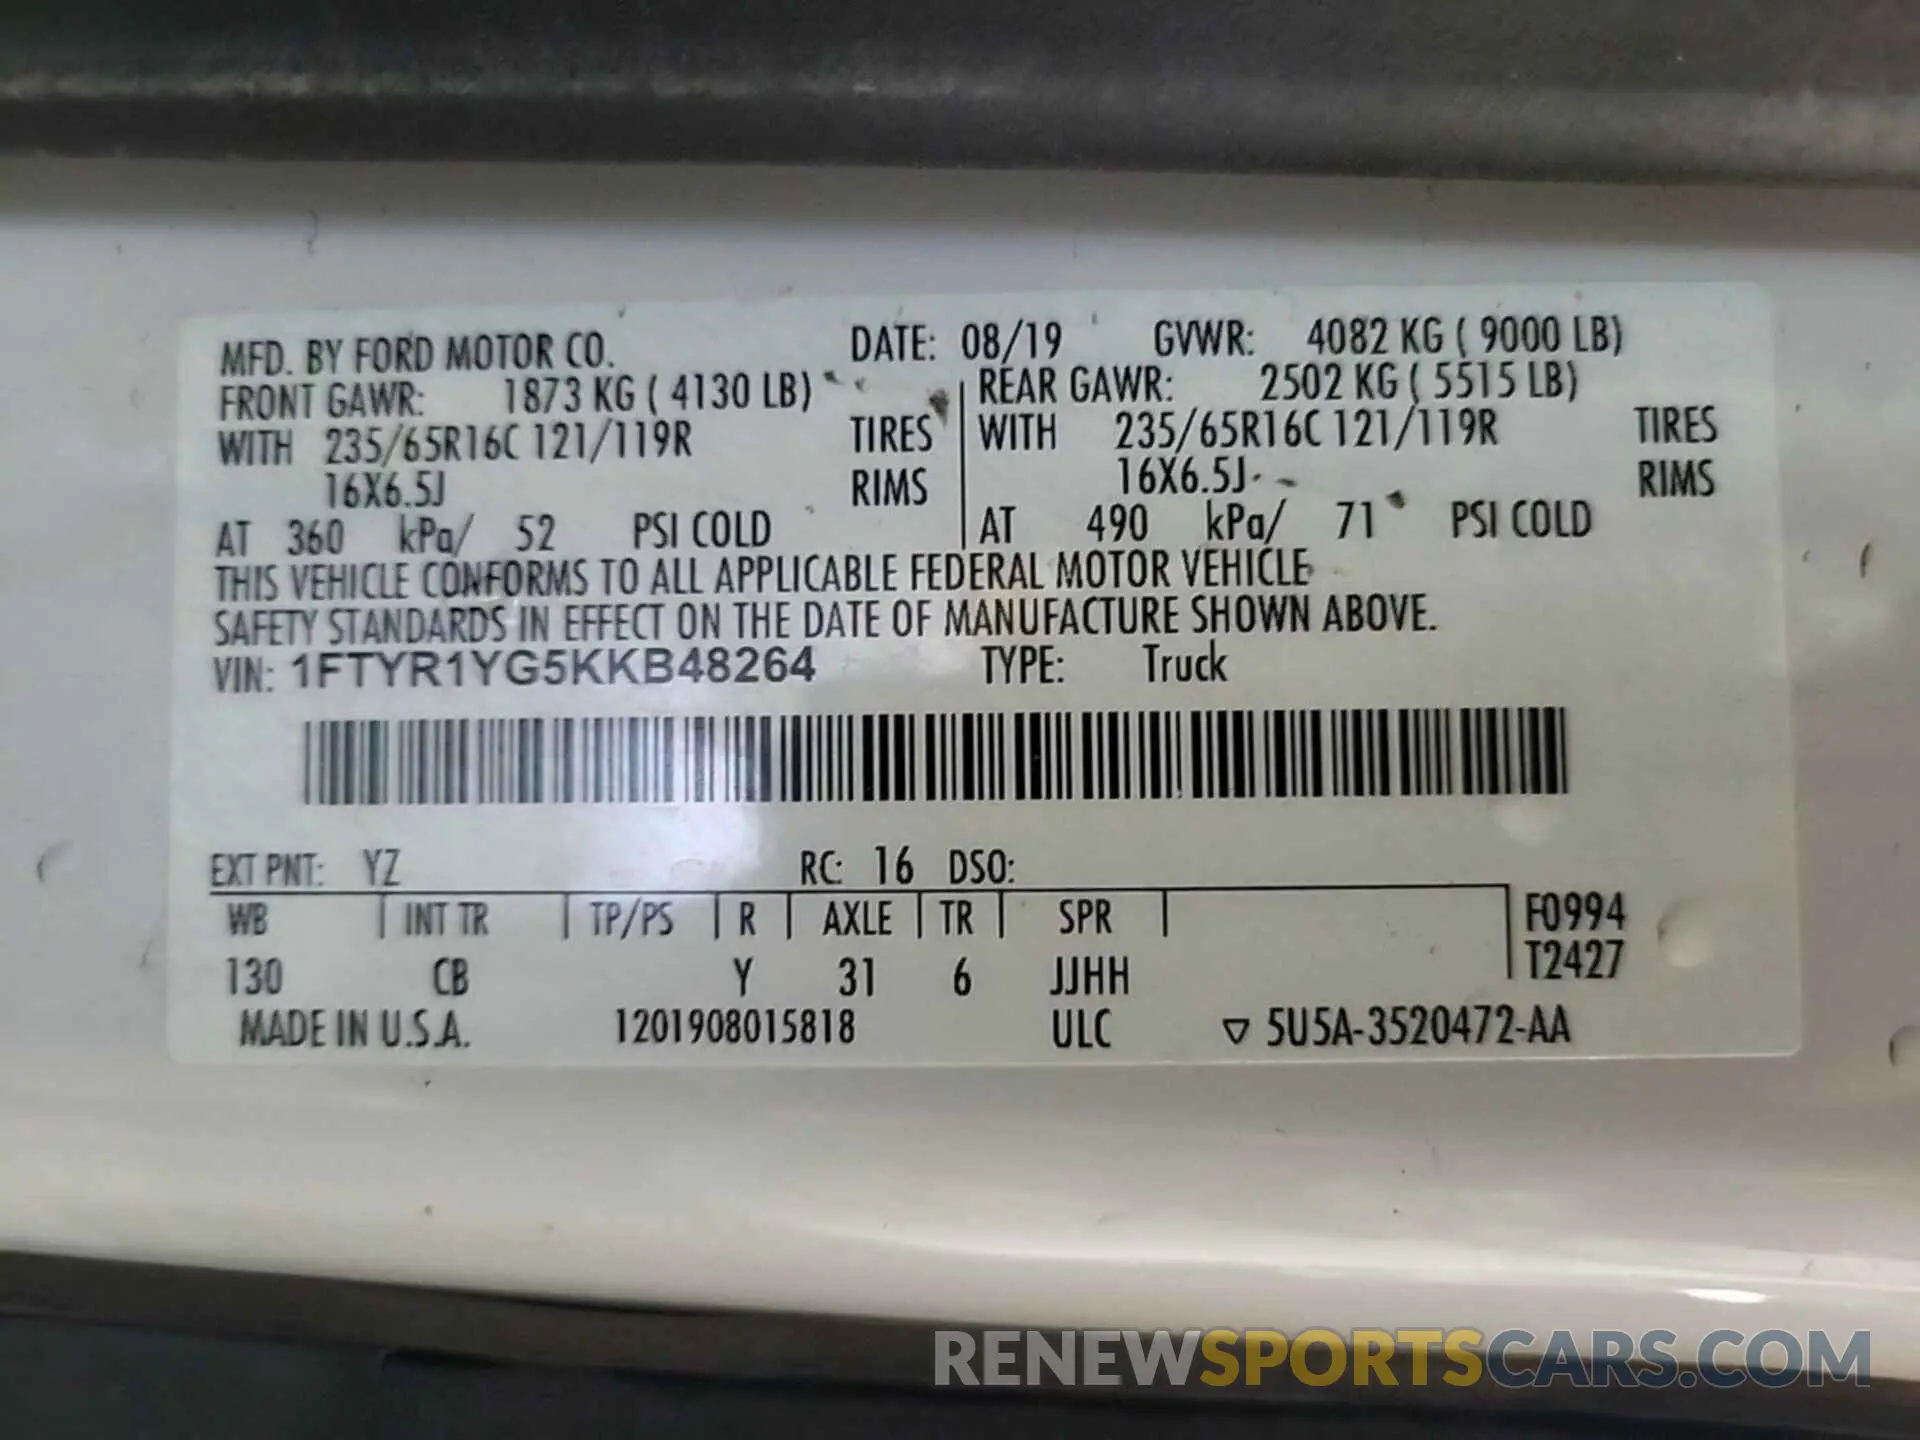 MFD. BY FORD MOTOR CO. DATE: 08/19 GVWR: 4082 KG ( 9000 LB)
FRONT GAWR: 1873 KG ( 4130 LB) REAR GAWR: 2502 KG ( 5515 LB)
WITH 235/65R16C 121/119R TIRES WITH 235/65R16C 121/119R TIRES
16X6.5J RIMS 16X6.5J RIMS
AT 360 kPa/ 52 PSI COLD AT 490 kPa/ 71 PSI COLD
THIS VEHICLE CONFORMS TO ALL APPLICABLE FEDERAL MOTOR VEHICLE
SAFETY STANDARDS IN EFFECT ON THE DATE OF MANUFACTURE SHOWN ABOVE.
VIN: 1FTYR1YG5KKB48264 TYPE: Truck
EXT PNT: YZ RC: 16 DSO:
WB INT TR TP/PS R AXLE TR SPR F0994
T2427
130 CB Y 31 6 JJHH
MADE IN U.S.A. 1201908015818 ULC ▽ 5U5A-3520472-AA
RENEWSPORTSCARS.COM